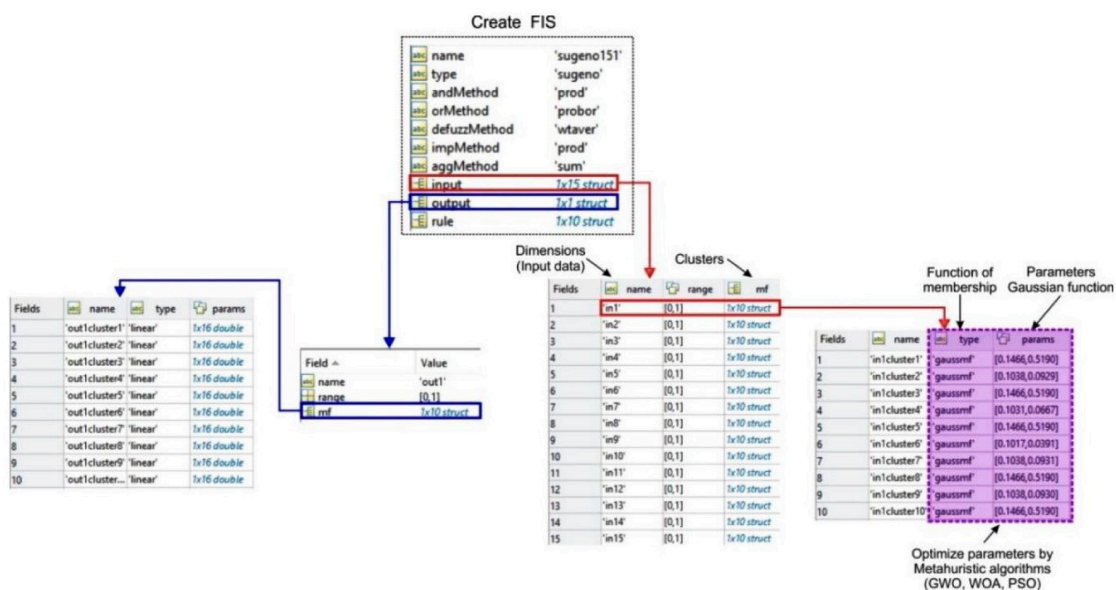 Create FIS
name 'sugeno151'
type 'sugeno'
andMethod 'prod'
orMethod 'probor'
defuzzMethod 'wtaver'
impMethod 'prod'
aggMethod 'sum'
input 1x15 struct
output 1x1 struct
rule 1x10 struct
Fields name type params
1 'out1cluster1' 'linear' 1x16 double
2 'out1cluster2' 'linear' 1x16 double
3 'out1cluster3' 'linear' 1x16 double
4 'out1cluster4' 'linear' 1x16 double
5 'out1cluster5' 'linear' 1x16 double
6 'out1cluster6' 'linear' 1x16 double
7 'out1cluster7' 'linear' 1x16 double
8 'out1cluster8' 'linear' 1x16 double
9 'out1cluster9' 'linear' 1x16 double
10 'out1cluster... 'linear' 1x16 double
Field Value
name 'out1'
range [0,1]
mf 1x10 struct
Dimensions
(Input data)
Clusters
Fields name range mf
1 'in1' [0,1] 1x10 struct
2 'in2' [0,1] 1x10 struct
3 'in3' [0,1] 1x10 struct
4 'in4' [0,1] 1x10 struct
5 'in5' [0,1] 1x10 struct
6 'in6' [0,1] 1x10 struct
7 'in7' [0,1] 1x10 struct
8 'in8' [0,1] 1x10 struct
9 'in9' [0,1] 1x10 struct
10 'in10' [0,1] 1x10 struct
11 'in11' [0,1] 1x10 struct
12 'in12' [0,1] 1x10 struct
13 'in13' [0,1] 1x10 struct
14 'in14' [0,1] 1x10 struct
15 'in15' [0,1] 1x10 struct
Function of
membership
Parameters
Gaussian function
Fields name type params
1 'in1cluster1' 'gaussmf' [0.1466,0.5190]
2 'in1cluster2' 'gaussmf' [0.1038,0.0929]
3 'in1cluster3' 'gaussmf' [0.1466,0.5190]
4 'in1cluster4' 'gaussmf' [0.1031,0.0667]
5 'in1cluster5' 'gaussmf' [0.1466,0.5190]
6 'in1cluster6' 'gaussmf' [0.1017,0.0391]
7 'in1cluster7' 'gaussmf' [0.1038,0.0931]
8 'in1cluster8' 'gaussmf' [0.1466,0.5190]
9 'in1cluster9' 'gaussmf' [0.1038,0.0930]
10 'in1cluster10' 'gaussmf' [0.1466,0.5190]
Optimize parameters by
Metahuristic algorithms
(GWO, WOA, PSO)